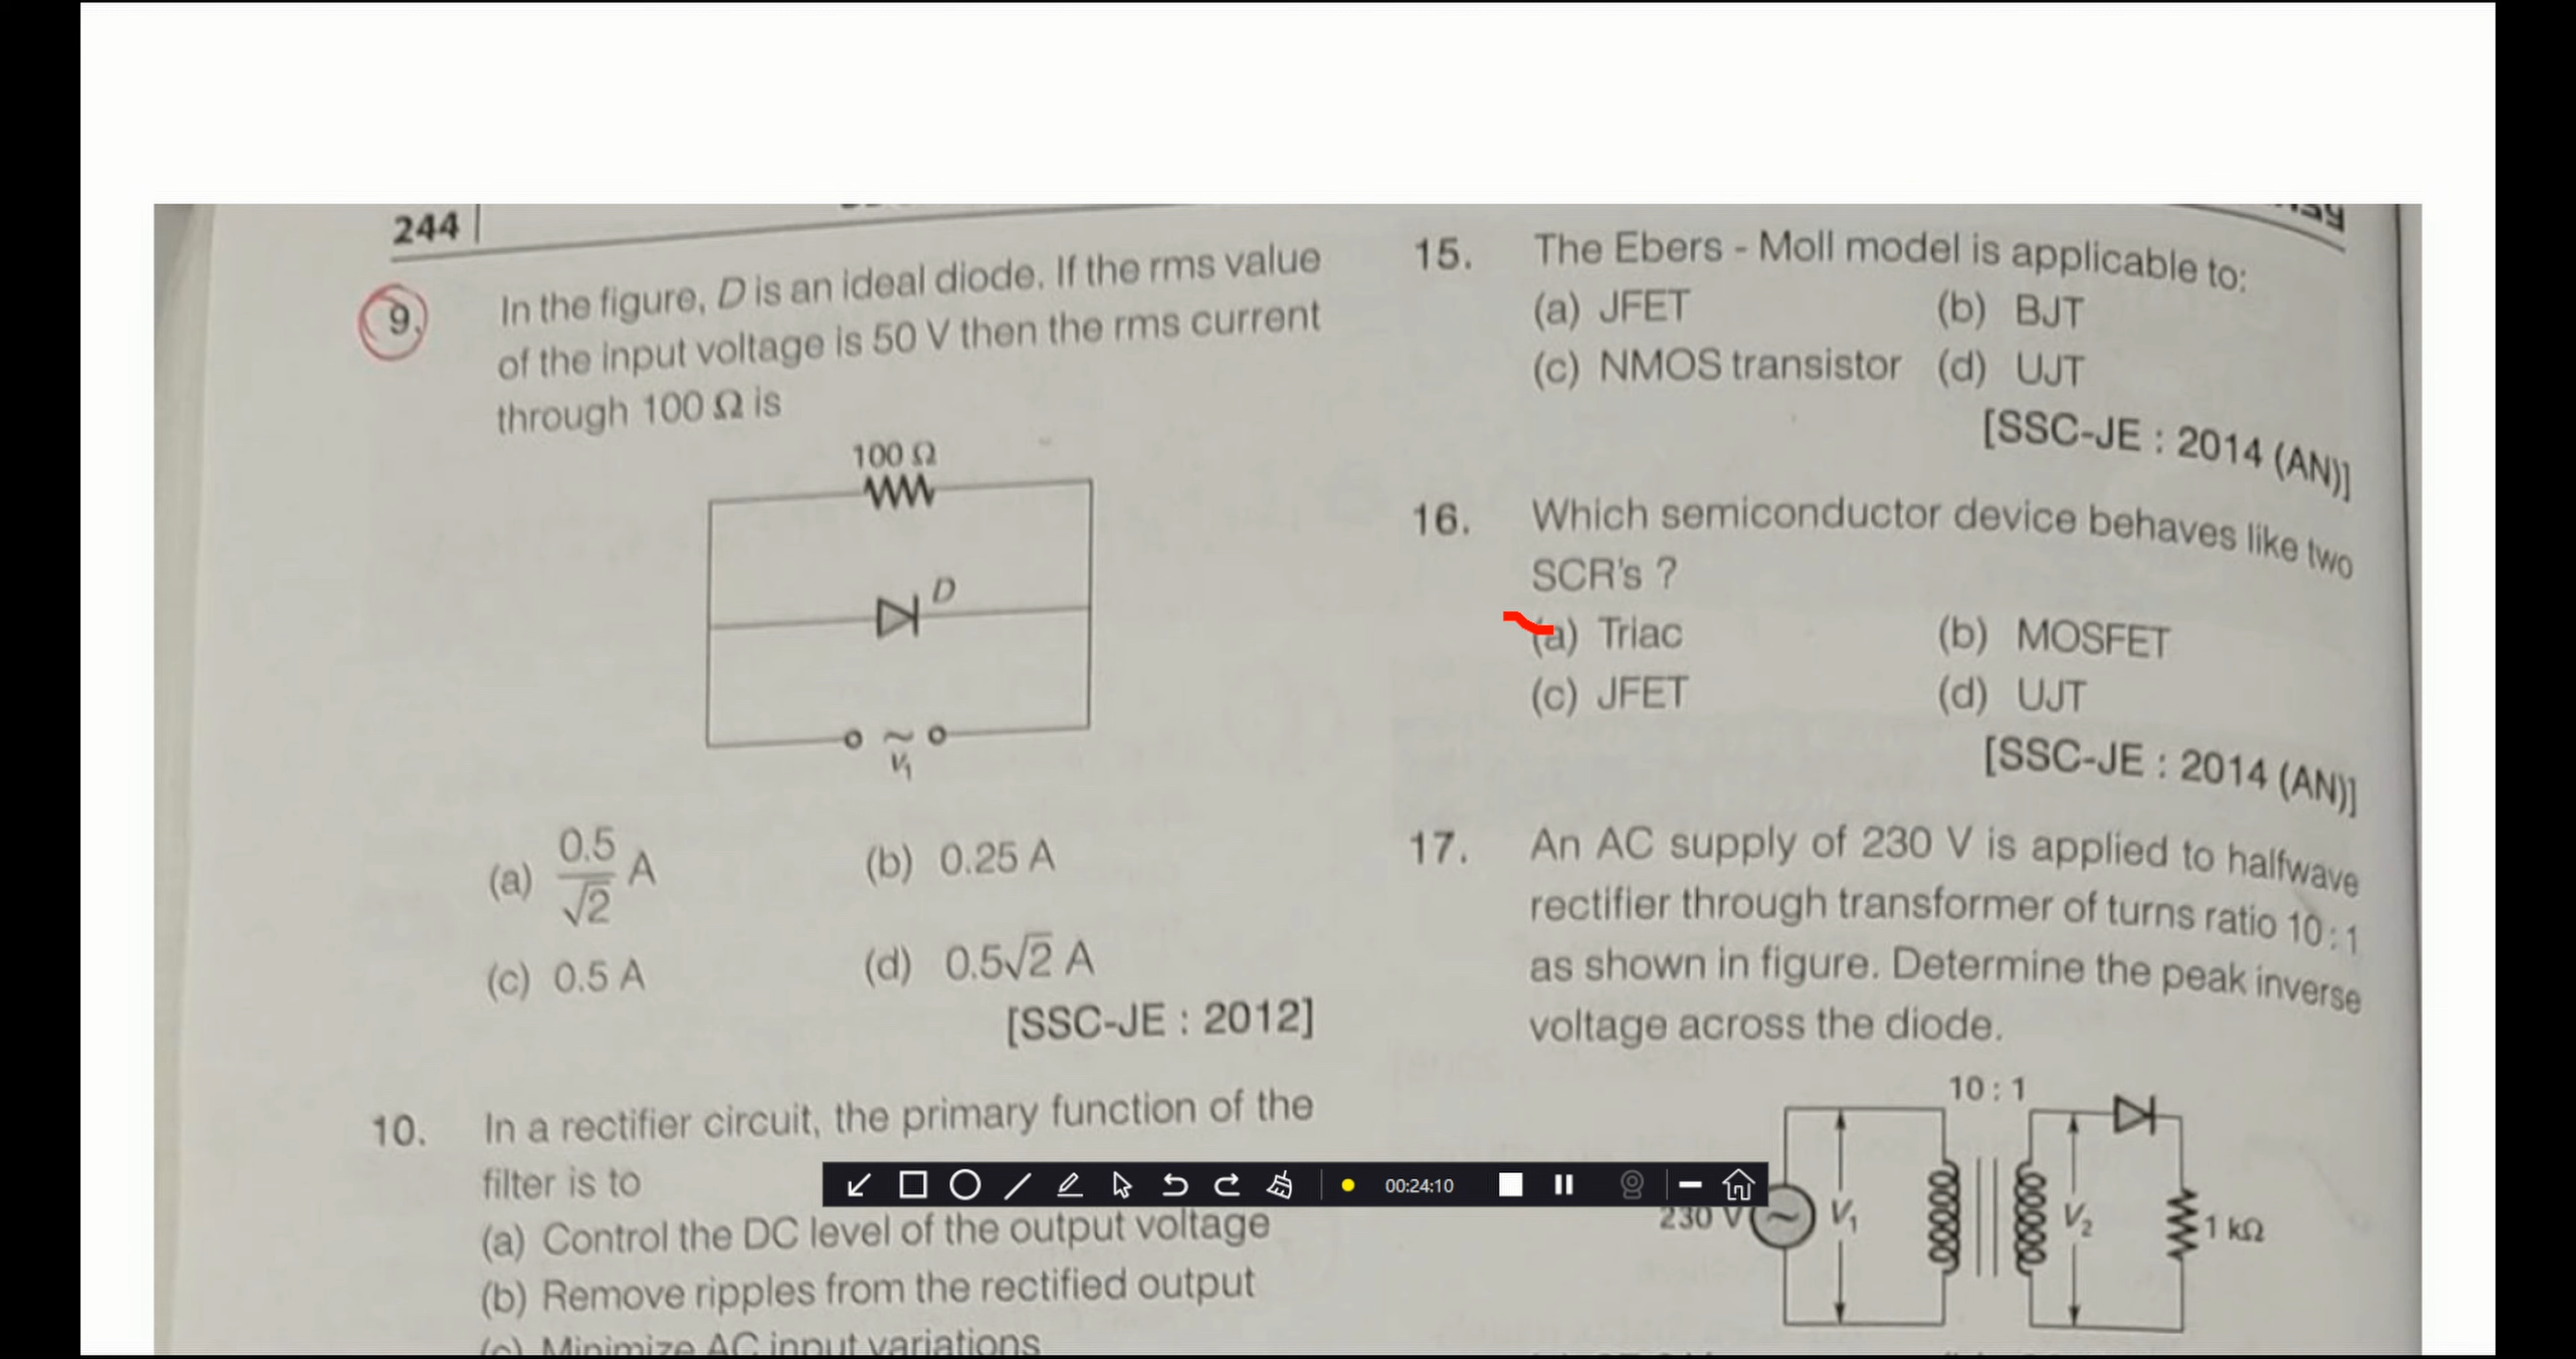 244
9.
In the figure, D is an ideal diode. If the rms value
of the input voltage is 50 V then the rms current
through 100 Ω is
100 Ω
D
~
V₁
(a) 0.5/√2 A
(b) 0.25 A
(c) 0.5 A
(d) 0.5√2 A
[SSC-JE : 2012]
10. In a rectifier circuit, the primary function of the
filter is to
(a) Control the DC level of the output voltage
(b) Remove ripples from the rectified output
(c) Minimize AC input variations
15. The Ebers - Moll model is applicable to:
(a) JFET (b) BJT
(c) NMOS transistor (d) UJT
[SSC-JE : 2014 (AN)]
16. Which semiconductor device behaves like two
SCR's ?
(a) Triac (b) MOSFET
(c) JFET (d) UJT
[SSC-JE : 2014 (AN)]
17. An AC supply of 230 V is applied to halfwave
rectifier through transformer of turns ratio 10:1
as shown in figure. Determine the peak inverse
voltage across the diode.
10 : 1
230 V ~ V₁ V₂ 1 kΩ
00:24:10